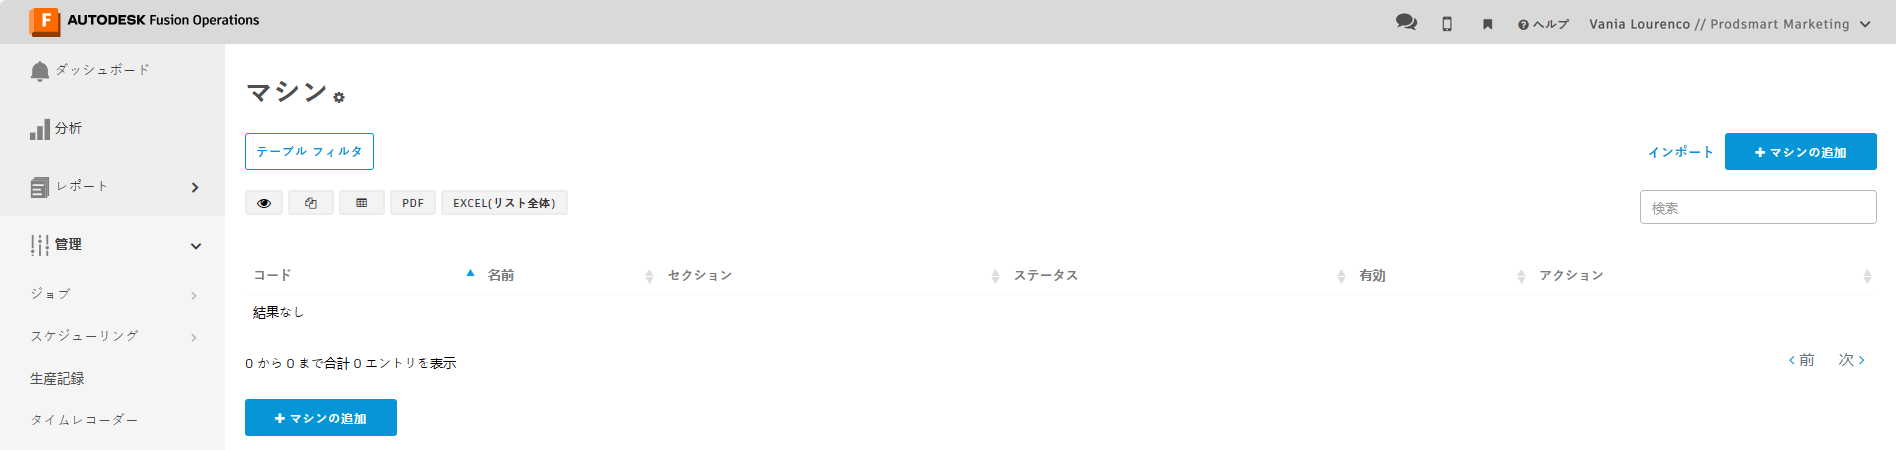 F AUTODESK Fusion Operations
ヘルプ Vania Lourenco // Prodsmart Marketing
ダッシュボード
分析
レポート
管理
ジョブ
スケジューリング
生産記録
タイムレコーダー
マシン
テーブル フィルタ
インポート + マシンの追加
PDF EXCEL(リスト全体)
検索
コード 名前 セクション ステータス 有効 アクション
結果なし
0 から 0 まで合計 0 エントリを表示
前 次
+ マシンの追加